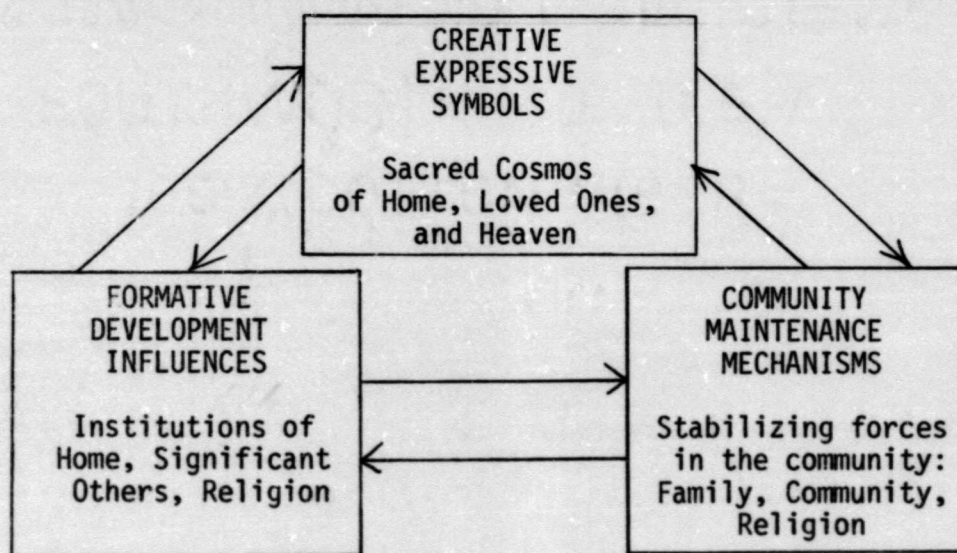 CREATIVE
EXPRESSIVE
SYMBOLS
Sacred Cosmos
of Home, Loved Ones,
and Heaven
FORMATIVE
DEVELOPMENT
INFLUENCES
Institutions of
Home, Significant
Others, Religion
COMMUNITY
MAINTENANCE
MECHANISMS
Stabilizing forces
in the community:
Family, Community,
Religion